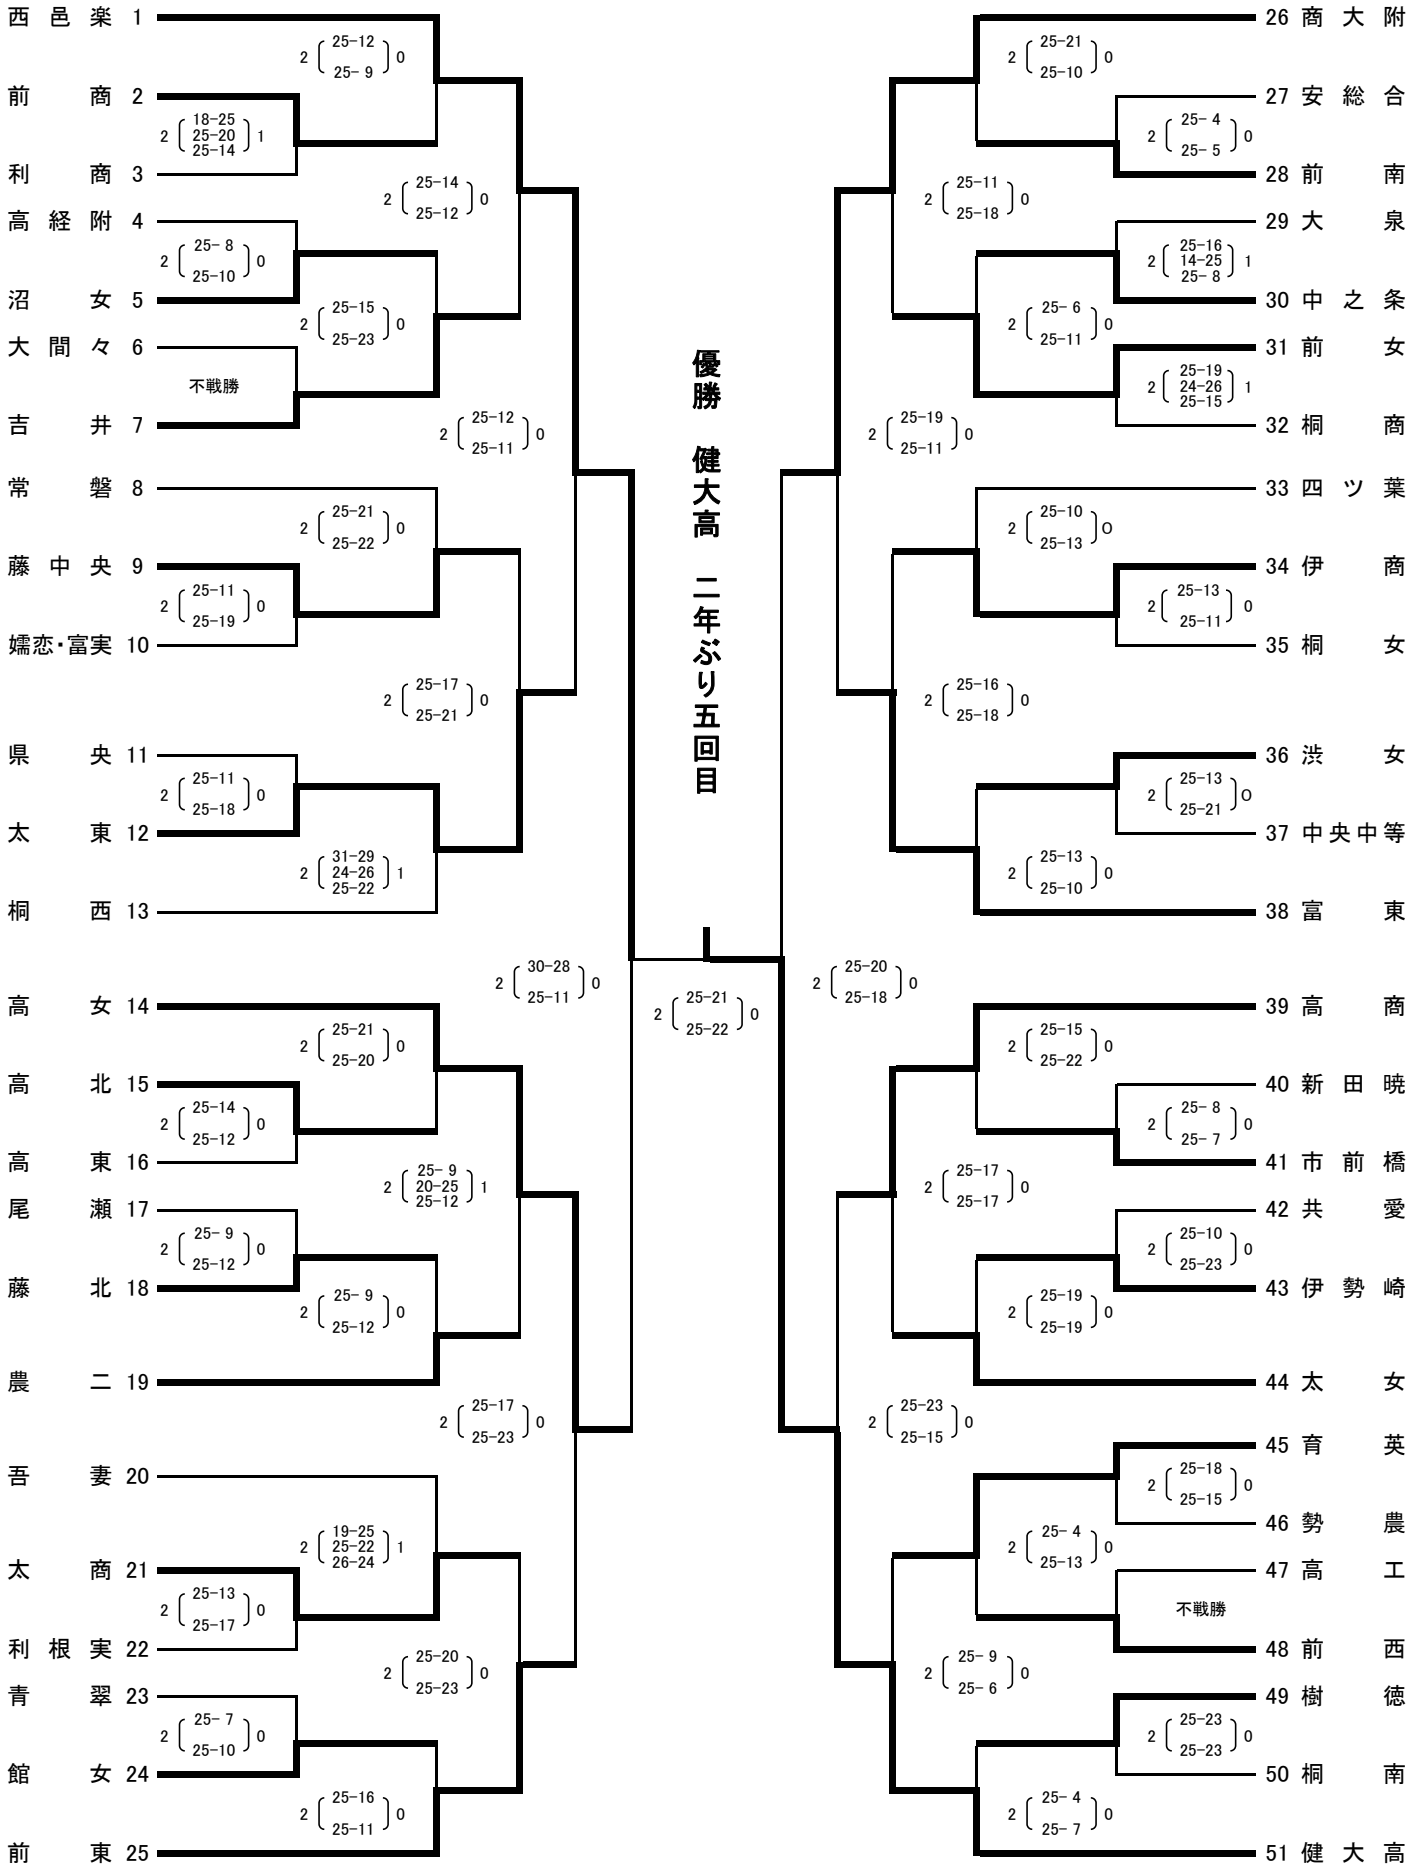 西邑楽 1
2 25-12 0
25- 9
前商 2
2 18-25 1
25-20
25-14
利商 3
2 25-14 0
25-12
高経附 4
2 25- 8 0
25-10
沼女 5
2 25-15 0
25-23
大間々 6
不戦勝
吉井 7
2 25-12 0
25-11
常磐 8
2 25-21 0
25-22
藤中央 9
2 25-11 0
25-19
嬬恋・富実 10
2 25-17 0
25-21
県央 11
2 25-11 0
25-18
太東 12
2 31-29 1
24-26
25-22
桐西 13
2 30-28 0
25-11
高女 14
2 25-21 0
25-20
高北 15
2 25-14 0
25-12
高東 16
2 25- 9 1
20-25
25-12
尾瀬 17
2 25- 9 0
25-12
藤北 18
2 25- 9 0
25-12
農二 19
2 25-17 0
25-23
吾妻 20
2 19-25 1
25-22
26-24
太商 21
2 25-13 0
25-17
利根実 22
2 25-20 0
25-23
青翠 23
2 25- 7 0
25-10
館女 24
2 25-16 0
25-11
前東 25
優勝 健大高 二年ぶり五回目
2 25-21 0
25-22
26 商大附
2 25-21 0
25-10
27 安総合
2 25- 4 0
25- 5
28 前南
2 25-11 0
25-18
29 大泉
2 25-16 1
14-25
25- 8
30 中之条
2 25- 6 0
25-11
31 前女
2 25-19 1
24-26
25-15
32 桐商
2 25-19 0
25-11
33 四ツ葉
2 25-10 O
25-13
34 伊商
2 25-13 0
25-11
35 桐女
2 25-16 0
25-18
36 渋女
2 25-13 O
25-21
37 中央中等
2 25-13 0
25-10
38 富東
2 25-20 0
25-18
39 高商
2 25-15 0
25-22
40 新田暁
2 25- 8 0
25- 7
41 市前橋
2 25-17 0
25-17
42 共愛
2 25-10 0
25-23
43 伊勢崎
2 25-19 0
25-19
44 太女
2 25-23 0
25-15
45 育英
2 25-18 0
25-15
46 勢農
2 25- 4 0
25-13
47 高工
不戦勝
48 前西
2 25- 9 0
25- 6
49 樹徳
2 25-23 0
25-23
50 桐南
2 25- 4 0
25- 7
51 健大高